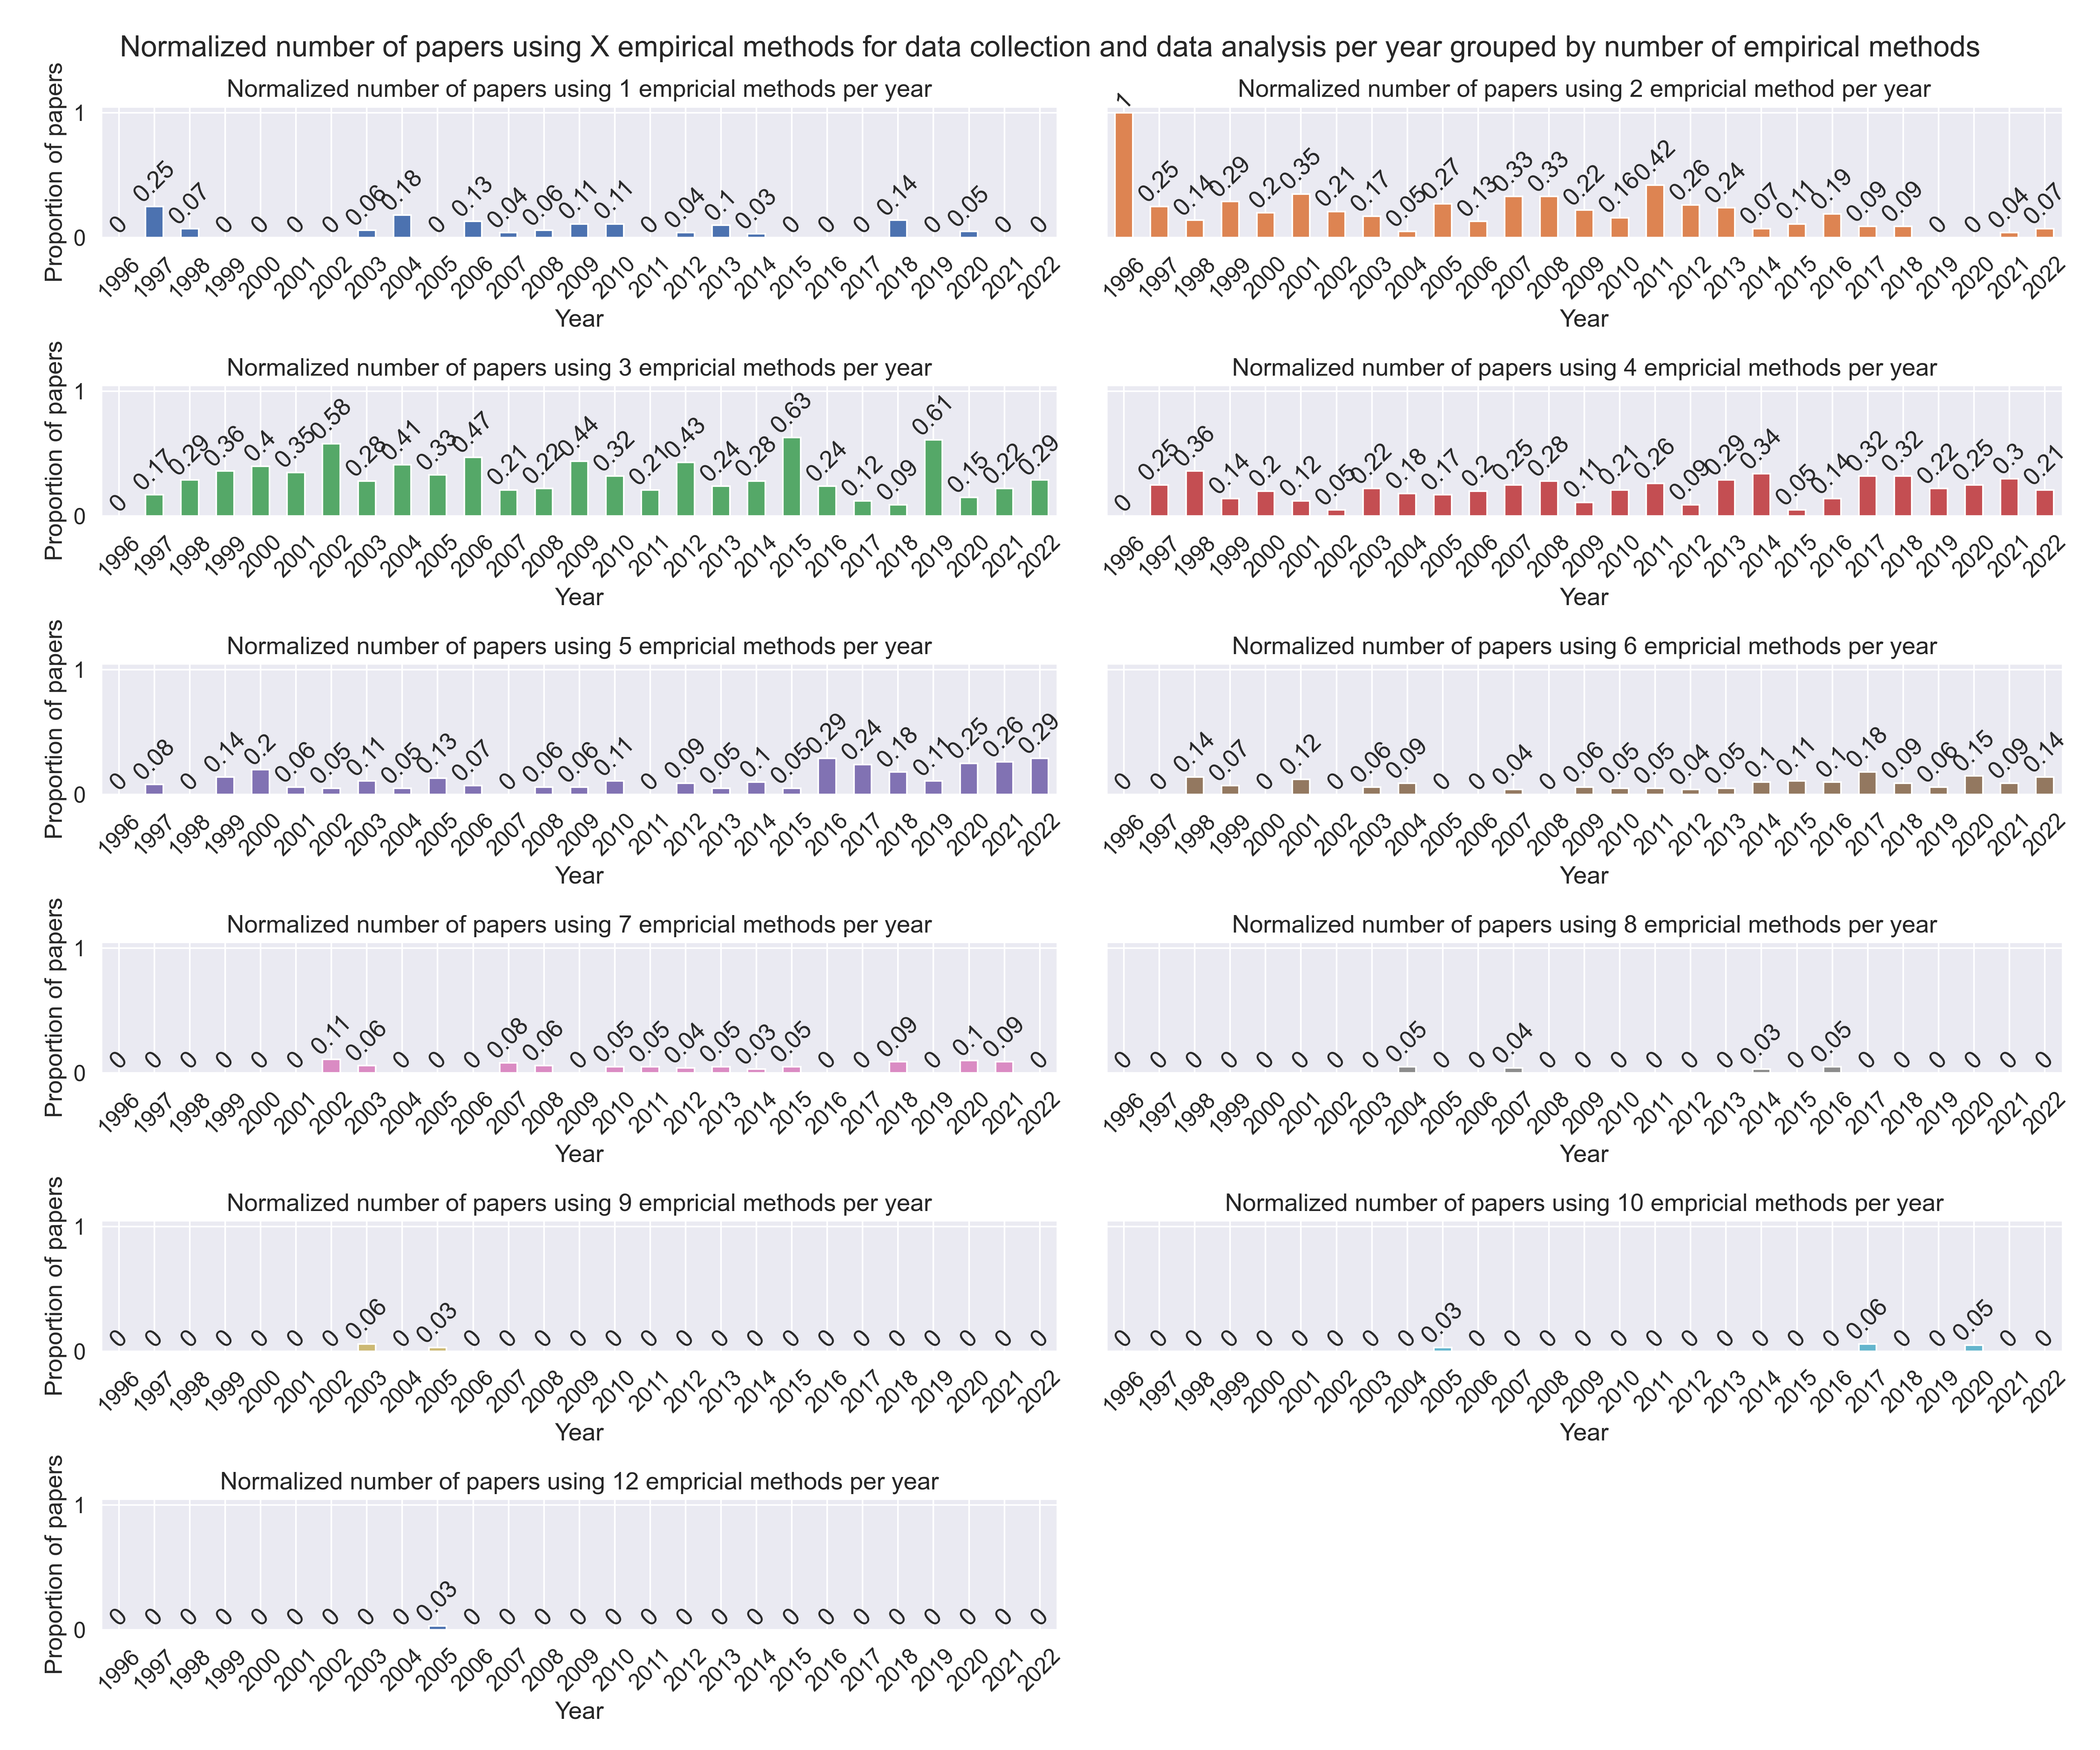 Normalized number of papers using X empirical methods for data collection and data analysis per year grouped by number of empirical methods
Normalized number of papers using 1 empricial methods per year
Proportion of papers
1
0
0 0.25 0.07 0 0 0 0 0.06 0.18 0 0.13 0.04 0.06 0.11 0.11 0 0.04 0.1 0.03 0 0 0 0.14 0 0.05 0 0
1996 1997 1998 1999 2000 2001 2002 2003 2004 2005 2006 2007 2008 2009 2010 2011 2012 2013 2014 2015 2016 2017 2018 2019 2020 2021 2022
Year
Normalized number of papers using 2 empricial method per year
1 0.25 0.14 0.29 0.2 0.35 0.21 0.17 0.05 0.27 0.13 0.33 0.33 0.22 0.16 0.42 0.26 0.24 0.07 0.11 0.19 0.09 0.09 0 0 0.04 0.07
1996 1997 1998 1999 2000 2001 2002 2003 2004 2005 2006 2007 2008 2009 2010 2011 2012 2013 2014 2015 2016 2017 2018 2019 2020 2021 2022
Year
Normalized number of papers using 3 empricial methods per year
Proportion of papers
1
0
0 0.17 0.29 0.36 0.4 0.35 0.58 0.28 0.41 0.33 0.47 0.21 0.22 0.44 0.32 0.21 0.43 0.24 0.28 0.63 0.24 0.12 0.09 0.61 0.15 0.22 0.29
1996 1997 1998 1999 2000 2001 2002 2003 2004 2005 2006 2007 2008 2009 2010 2011 2012 2013 2014 2015 2016 2017 2018 2019 2020 2021 2022
Year
Normalized number of papers using 4 empricial methods per year
0 0.25 0.36 0.14 0.2 0.12 0.05 0.22 0.18 0.17 0.2 0.25 0.28 0.11 0.21 0.26 0.09 0.29 0.34 0.05 0.14 0.32 0.32 0.22 0.25 0.3 0.21
1996 1997 1998 1999 2000 2001 2002 2003 2004 2005 2006 2007 2008 2009 2010 2011 2012 2013 2014 2015 2016 2017 2018 2019 2020 2021 2022
Year
Normalized number of papers using 5 empricial methods per year
Proportion of papers
1
0
0 0.08 0 0.14 0.2 0.06 0.05 0.11 0.05 0.13 0.07 0 0.06 0.06 0.11 0 0.09 0.05 0.1 0.05 0.29 0.24 0.18 0.11 0.25 0.26 0.29
1996 1997 1998 1999 2000 2001 2002 2003 2004 2005 2006 2007 2008 2009 2010 2011 2012 2013 2014 2015 2016 2017 2018 2019 2020 2021 2022
Year
Normalized number of papers using 6 empricial methods per year
0 0 0.14 0.07 0 0.12 0 0.06 0.09 0 0 0.04 0 0.06 0.05 0.05 0.04 0.05 0.1 0.11 0.1 0.18 0.09 0.06 0.15 0.09 0.14
1996 1997 1998 1999 2000 2001 2002 2003 2004 2005 2006 2007 2008 2009 2010 2011 2012 2013 2014 2015 2016 2017 2018 2019 2020 2021 2022
Year
Normalized number of papers using 7 empricial methods per year
Proportion of papers
1
0
0 0 0 0 0 0 0.11 0.06 0 0 0 0.08 0.06 0 0.05 0.05 0.04 0.05 0.03 0.05 0 0 0.09 0 0.1 0.09 0
1996 1997 1998 1999 2000 2001 2002 2003 2004 2005 2006 2007 2008 2009 2010 2011 2012 2013 2014 2015 2016 2017 2018 2019 2020 2021 2022
Year
Normalized number of papers using 8 empricial methods per year
0 0 0 0 0 0 0 0 0.05 0 0 0.04 0 0 0 0 0 0 0.03 0 0.05 0 0 0 0 0 0
1996 1997 1998 1999 2000 2001 2002 2003 2004 2005 2006 2007 2008 2009 2010 2011 2012 2013 2014 2015 2016 2017 2018 2019 2020 2021 2022
Year
Normalized number of papers using 9 empricial methods per year
Proportion of papers
1
0
0 0 0 0 0 0 0 0.06 0 0.03 0 0 0 0 0 0 0 0 0 0 0 0 0 0 0 0 0
1996 1997 1998 1999 2000 2001 2002 2003 2004 2005 2006 2007 2008 2009 2010 2011 2012 2013 2014 2015 2016 2017 2018 2019 2020 2021 2022
Year
Normalized number of papers using 10 empricial methods per year
0 0 0 0 0 0 0 0 0 0.03 0 0 0 0 0 0 0 0 0 0 0 0.06 0 0 0.05 0 0
1996 1997 1998 1999 2000 2001 2002 2003 2004 2005 2006 2007 2008 2009 2010 2011 2012 2013 2014 2015 2016 2017 2018 2019 2020 2021 2022
Year
Normalized number of papers using 12 empricial methods per year
Proportion of papers
1
0
0 0 0 0 0 0 0 0 0 0.03 0 0 0 0 0 0 0 0 0 0 0 0 0 0 0 0 0
1996 1997 1998 1999 2000 2001 2002 2003 2004 2005 2006 2007 2008 2009 2010 2011 2012 2013 2014 2015 2016 2017 2018 2019 2020 2021 2022
Year